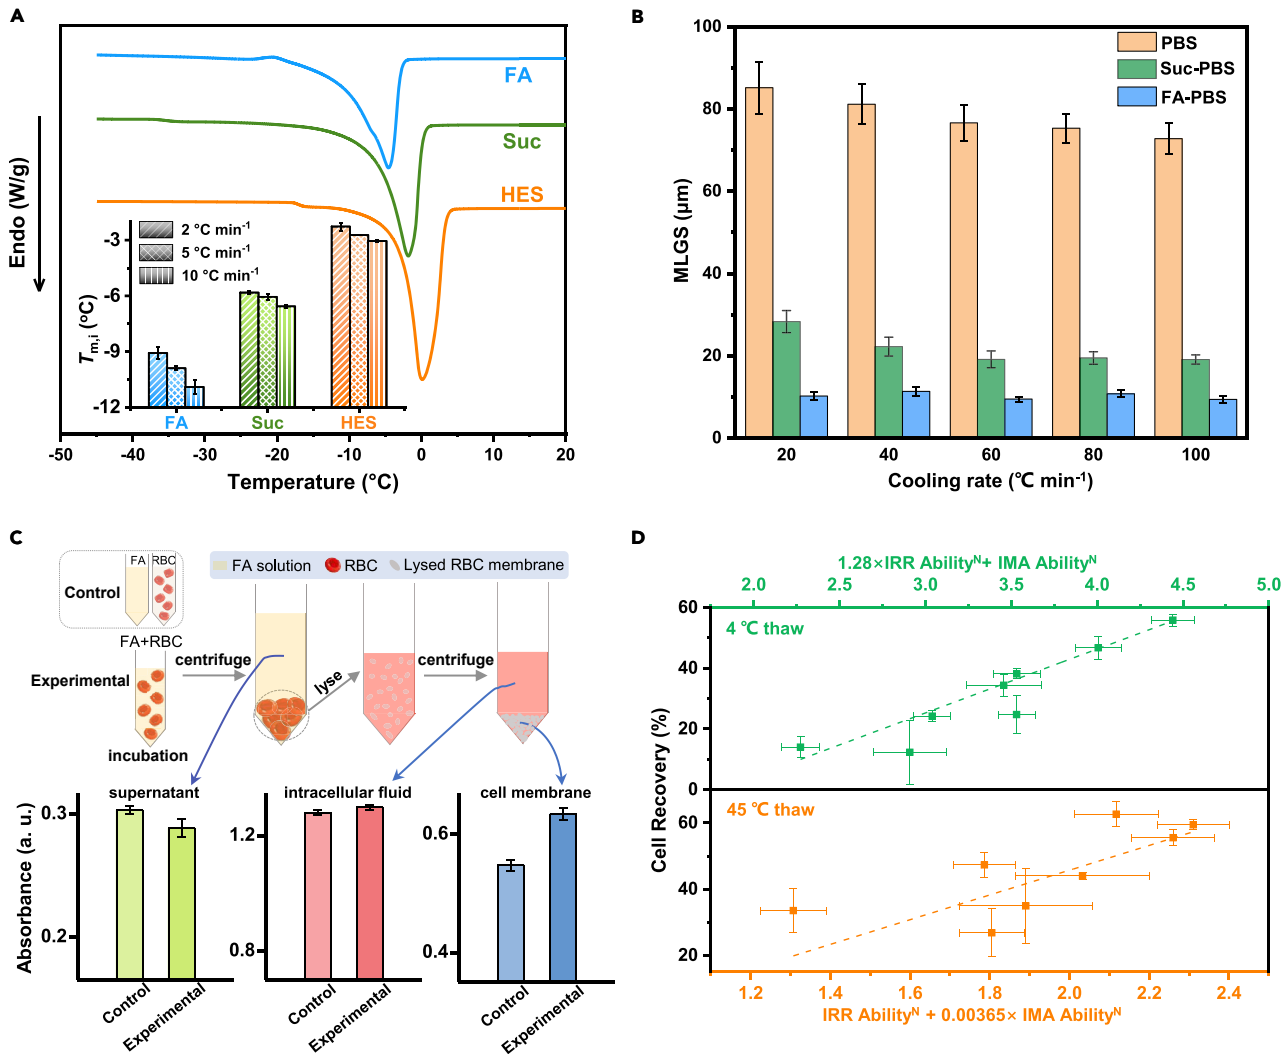 A
FA
Suc
HES
Endo (W/g)
2 °C min-1
5 °C min-1
10 °C min-1
Tm,i (°C)
-3
-6
-9
-12
FA Suc HES
-50 -40 -30 -20 -10 0 10 20
Temperature (°C)
B
PBS
Suc-PBS
FA-PBS
MLGS (μm)
100
80
60
40
20
0
20 40 60 80 100
Cooling rate (℃ min-1)
C
FA RBC
Control
FA solution RBC Lysed RBC membrane
FA+RBC
Experimental
centrifuge
lyse
centrifuge
incubation
supernatant
intracellular fluid
cell membrane
Absorbance (a. u.)
0.3
0.2
1.2
0.8
0.6
0.4
Control
Experimental
Control
Experimental
Control
Experimental
D
1.28×IRR AbilityN+ IMA AbilityN
2.0 2.5 3.0 3.5 4.0 4.5 5.0
4 ℃ thaw
60
40
20
0
Cell Recovery (%)
45 ℃ thaw
60
40
20
1.2 1.4 1.6 1.8 2.0 2.2 2.4
IRR AbilityN + 0.00365× IMA AbilityN